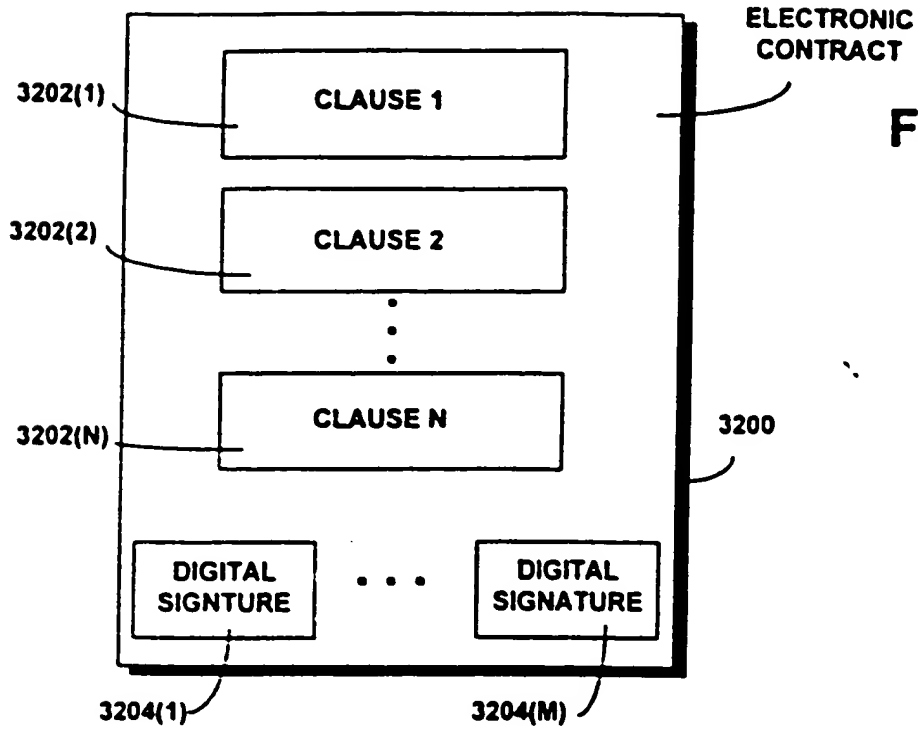 ELECTRONIC
CONTRACT
3202(1)
CLAUSE 1
F
3202(2)
CLAUSE 2
CLAUSE N
3202(N)
3200
DIGITAL
SIGNTURE
DIGITAL
SIGNATURE
3204(1)
3204(M)